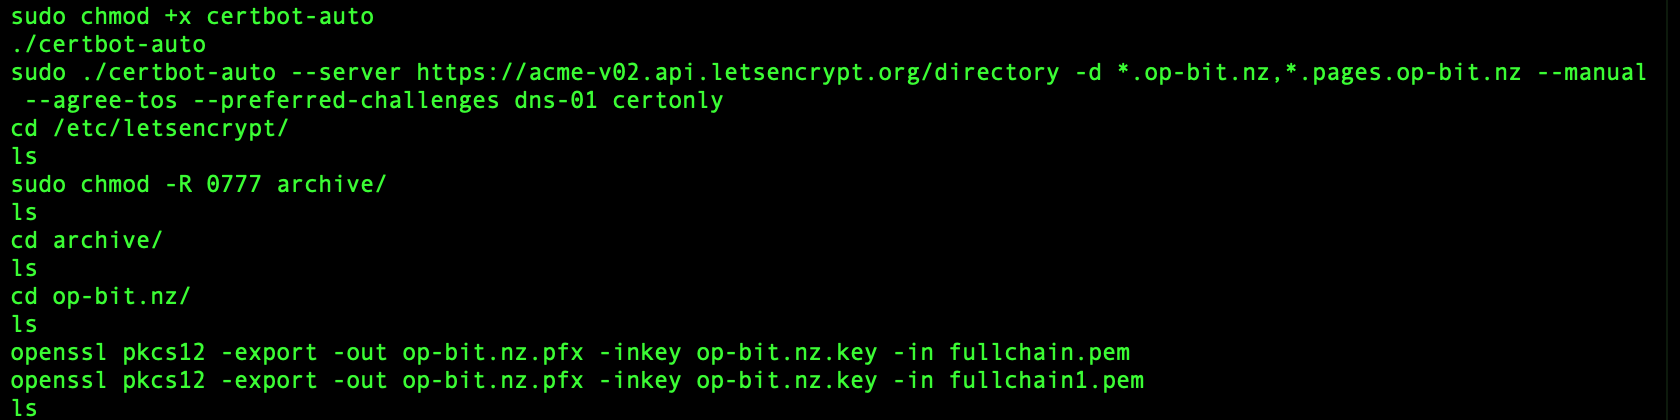 sudo chmod +x certbot-auto
./certbot-auto
sudo ./certbot-auto --server https://acme-v02.api.letsencrypt.org/directory -d *.op-bit.nz,*.pages.op-bit.nz --manual
 --agree-tos --preferred-challenges dns-01 certonly
cd /etc/letsencrypt/
ls
sudo chmod -R 0777 archive/
ls
cd archive/
ls
cd op-bit.nz/
ls
openssl pkcs12 -export -out op-bit.nz.pfx -inkey op-bit.nz.key -in fullchain.pem
openssl pkcs12 -export -out op-bit.nz.pfx -inkey op-bit.nz.key -in fullchain1.pem
ls